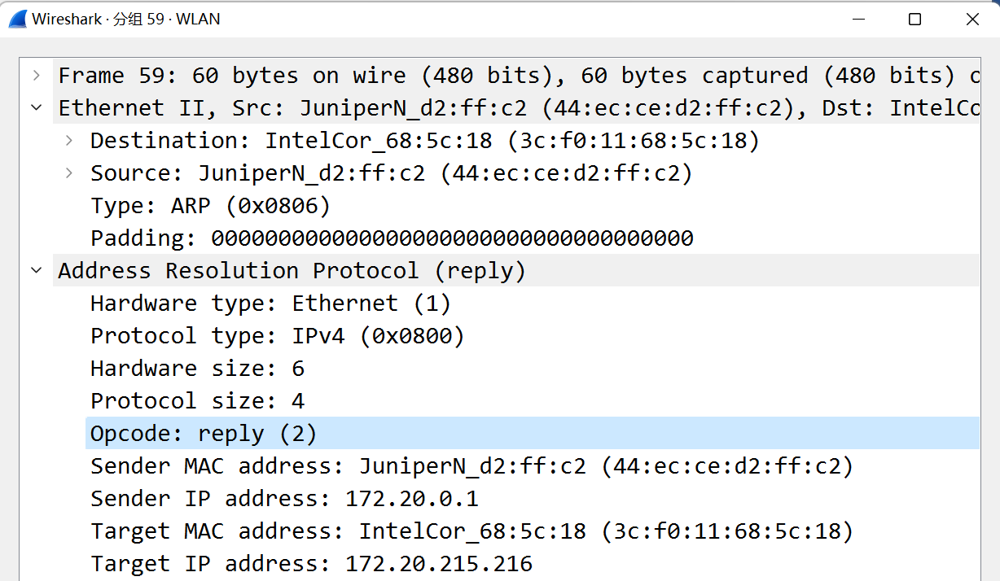 Wireshark · 分组 59 · WLAN
Frame 59: 60 bytes on wire (480 bits), 60 bytes captured (480 bits) o
Ethernet II, Src: JuniperN_d2:ff:c2 (44:ec:ce:d2:ff:c2), Dst: IntelCo
Destination: IntelCor_68:5c:18 (3c:f0:11:68:5c:18)
Source: JuniperN_d2:ff:c2 (44:ec:ce:d2:ff:c2)
Type: ARP (0x0806)
Padding: 000000000000000000000000000000000000
Address Resolution Protocol (reply)
Hardware type: Ethernet (1)
Protocol type: IPv4 (0x0800)
Hardware size: 6
Protocol size: 4
Opcode: reply (2)
Sender MAC address: JuniperN_d2:ff:c2 (44:ec:ce:d2:ff:c2)
Sender IP address: 172.20.0.1
Target MAC address: IntelCor_68:5c:18 (3c:f0:11:68:5c:18)
Target IP address: 172.20.215.216